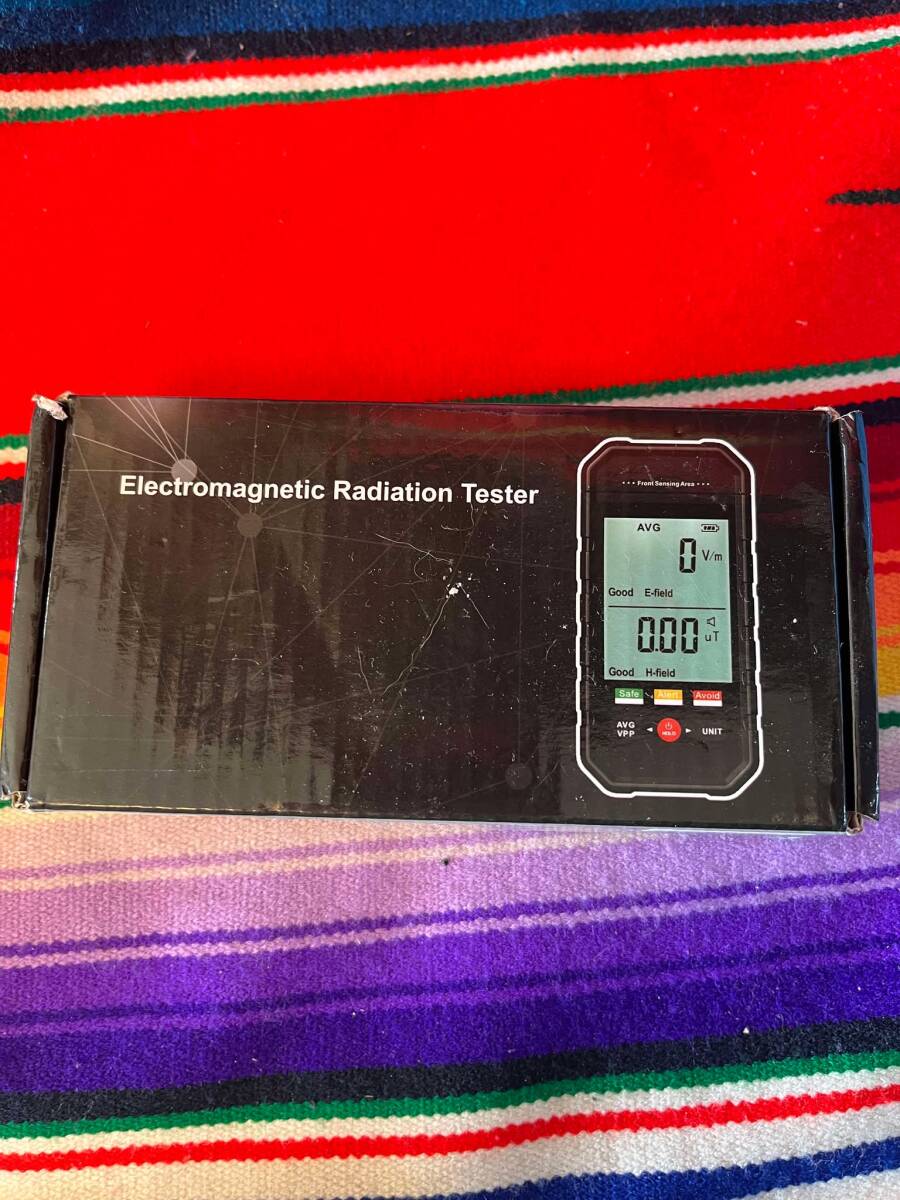 Electromagnetic Radiation Tester
Front Sensing Area
AVG
0 V/m
Good E-field
0.00 uT
Good H-field
Safe Alert Avoid
AVG
VPP
HOLD
UNIT